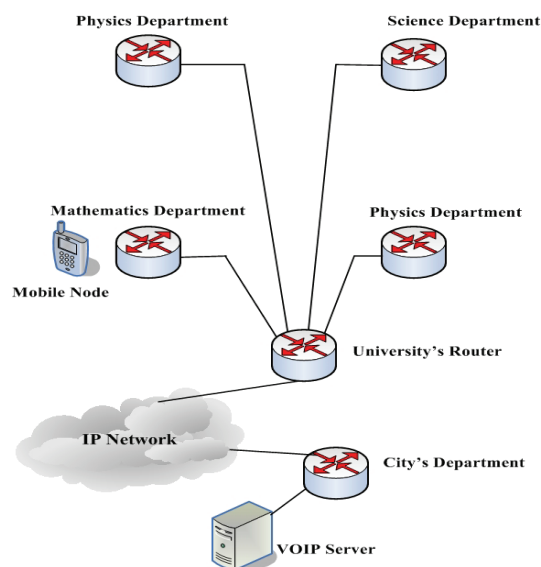 Physics Department
Science Department
Mathematics Department
Physics Department
Mobile Node
University's Router
IP Network
City's Department
VOIP Server